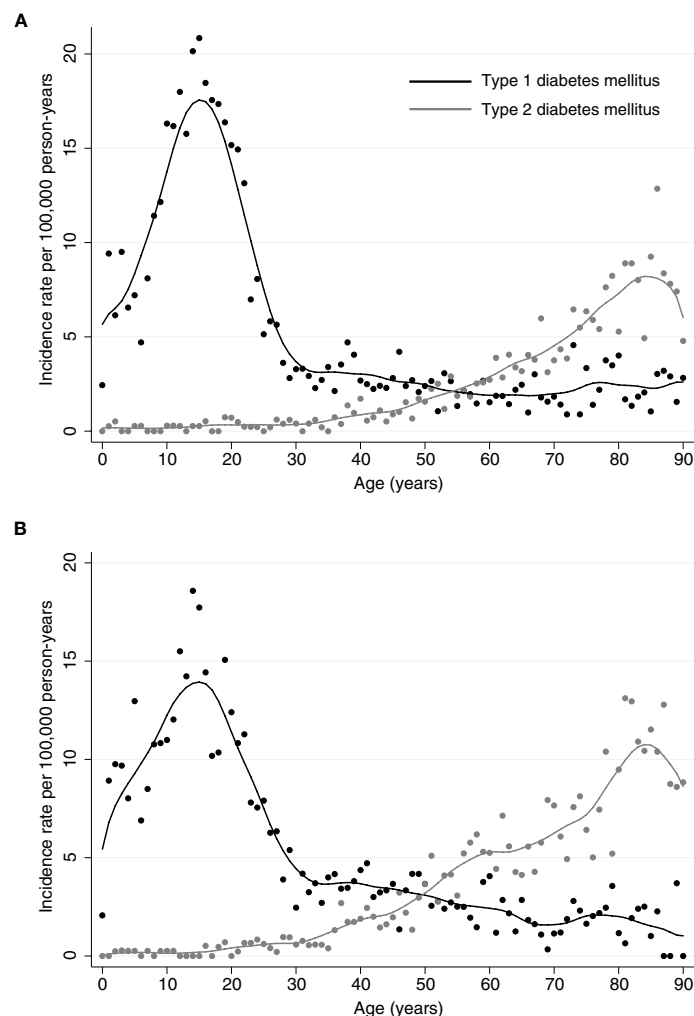 A
Incidence rate per 100,000 person-years
20
15
10
5
0
Type 1 diabetes mellitus
Type 2 diabetes mellitus
0 10 20 30 40 50 60 70 80 90
Age (years)
B
Incidence rate per 100,000 person-years
20
15
10
5
0
0 10 20 30 40 50 60 70 80 90
Age (years)